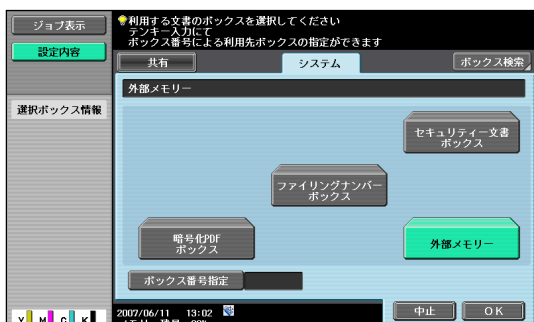 ジョブ表示
設定内容
選択ボックス情報
利用する文書のボックスを選択してください
テンキー入力にて
ボックス番号による利用先ボックスの指定ができます
共有
システム
ボックス検索
外部メモリー
セキュリティー文書
ボックス
ファイリングナンバー
ボックス
暗号化PDF
ボックス
外部メモリー
ボックス番号指定
Y M C K
2007/06/11 13:02
中止
OK